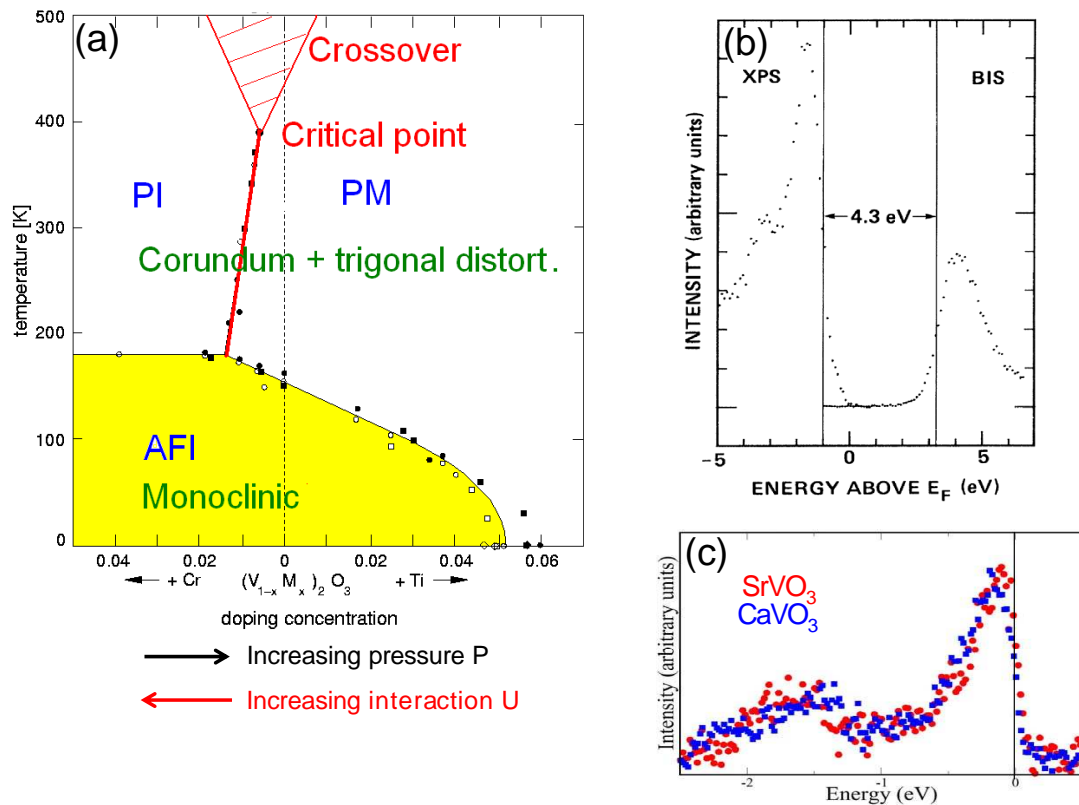 (a)
500
400
300
200
100
0
temperature [K]
Crossover
Critical point
PI
PM
Corundum + trigonal distort.
AFI
Monoclinic
0.04 0.02 0 0.02 0.04 0.06
+ Cr (V1-x Mx)2 O3 + Ti
doping concentration
Increasing pressure P
Increasing interaction U
(b)
XPS
BIS
4.3 eV
INTENSITY (arbitrary units)
−5 0 5
ENERGY ABOVE EF (eV)
(c)
SrVO3
CaVO3
Intensity (arbitrary units)
-2 -1 0
Energy (eV)